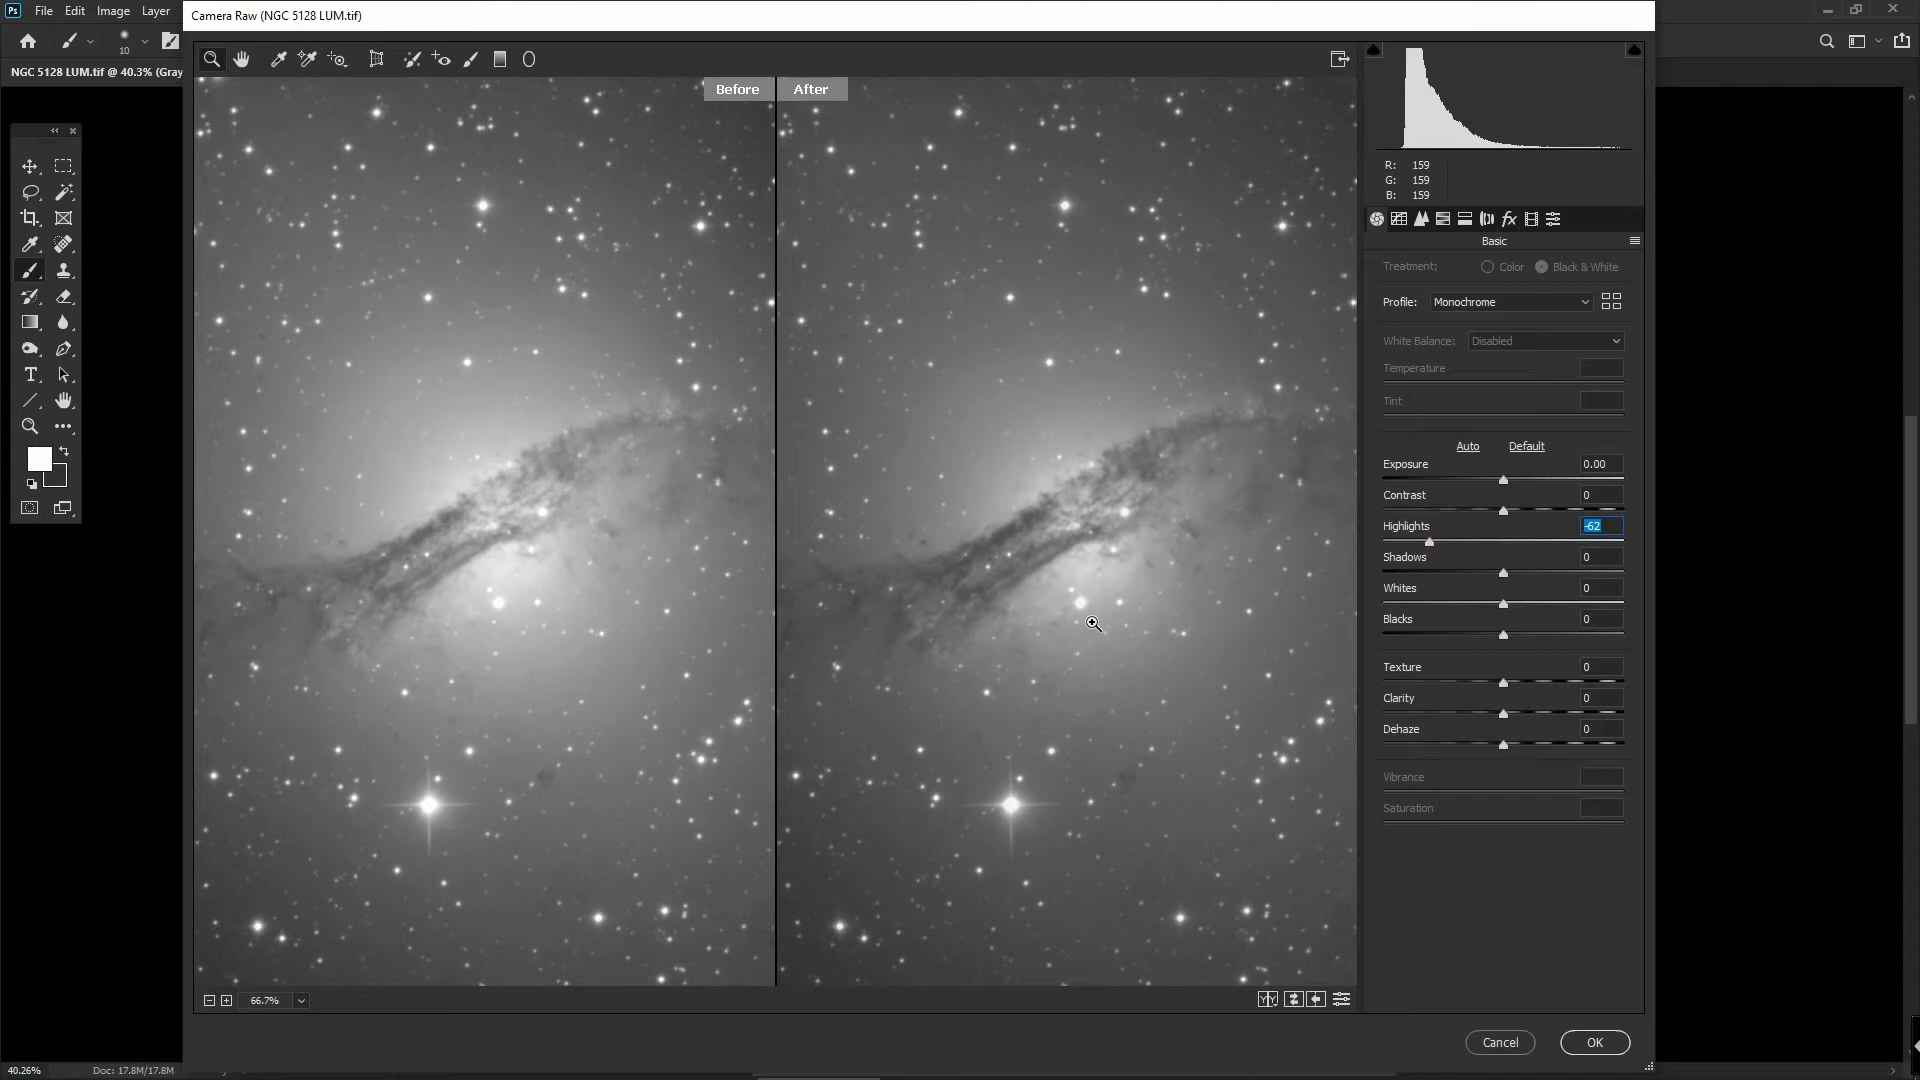 Ps File Edit Image Layer
Camera Raw (NGC 5128 LUM.tif)
10
NGC 5128 LUM.tif @ 40.3% (Gray
Before
After
R: 159
G: 159
B: 159
fx
Basic
Treatment: Color Black & White
Profile: Monochrome
White Balance: Disabled
Temperature
Tint
Auto Default
Exposure 0.00
Contrast 0
Highlights -62
Shadows 0
Whites 0
Blacks 0
Texture 0
Clarity 0
Dehaze 0
Vibrance
Saturation
66.7%
Y Y
Cancel OK
40.26% Doc: 17.8M/17.8M